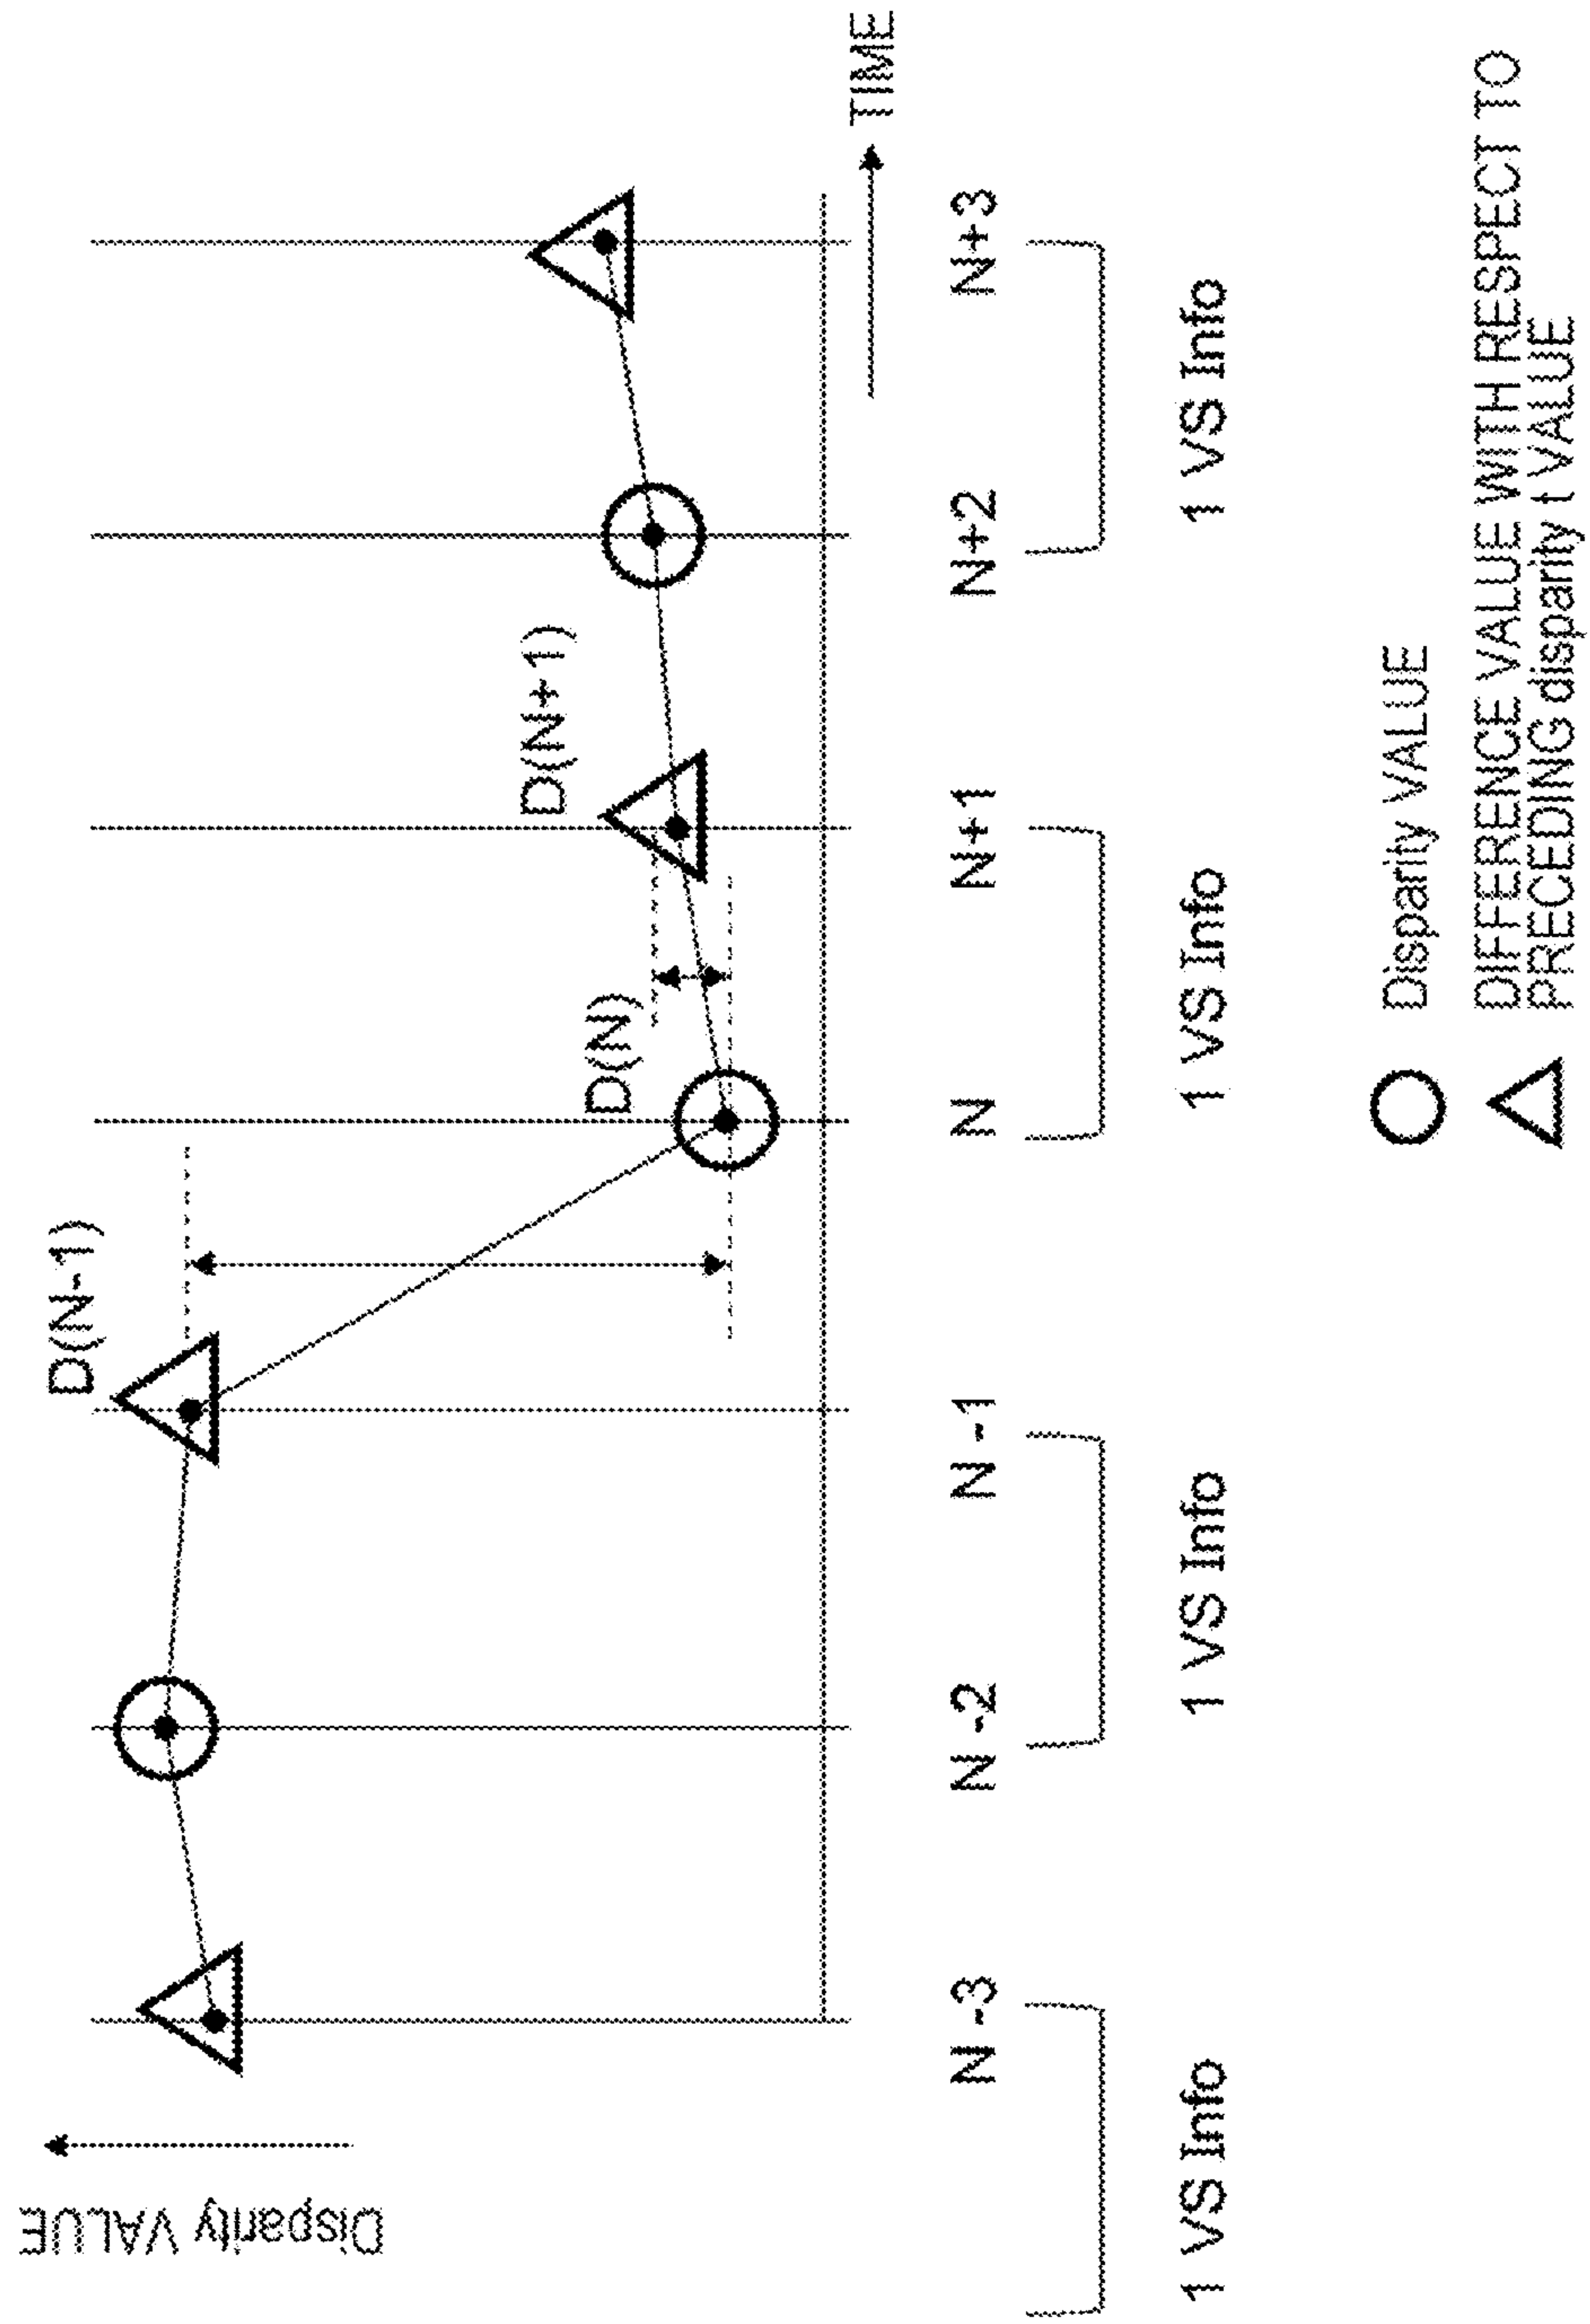 Disparity VALUE
D(N-1)
D(N)
D(N+1)
TIME
N -3
N -2
N -1
N
N+1
N+2
N+3
1 VS Info
1 VS Info
1 VS Info
1 VS Info
Disparity VALUE
DIFFERENCE VALUE WITH RESPECT TO
PRECEDING disparity t VALUE